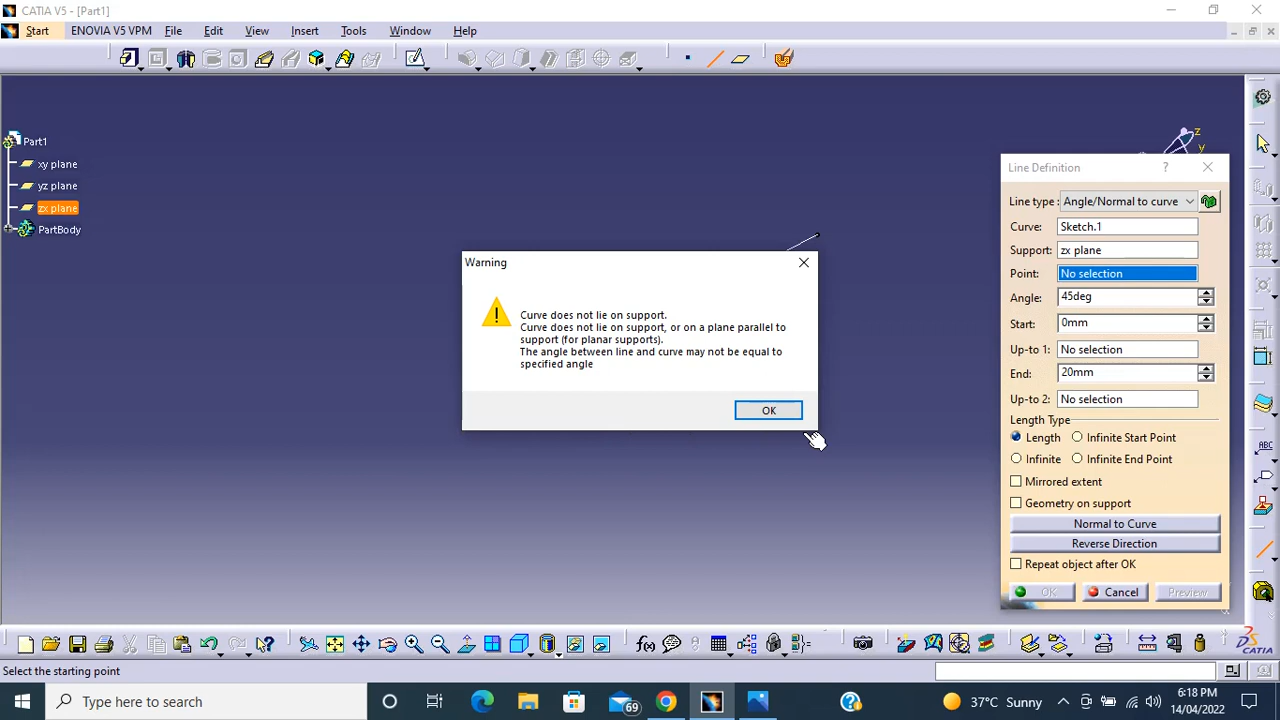 CATIA V5 - [Part1]
Start ENOVIA V5 VPM File Edit View Insert Tools Window Help
Part1
xy plane
yz plane
zx plane
PartBody
z
y
Warning
Curve does not lie on support.
Curve does not lie on support, or on a plane parallel to
support (for planar supports).
The angle between line and curve may not be equal to
specified angle
OK
Line Definition ?
Line type : Angle/Normal to curve
Curve: Sketch.1
Support: zx plane
Point: No selection
Angle: 45deg
Start: 0mm
Up-to 1: No selection
End: 20mm
Up-to 2: No selection
Length Type
Length Infinite Start Point
Infinite Infinite End Point
Mirrored extent
Geometry on support
Normal to Curve
Reverse Direction
Repeat object after OK
OK Cancel Preview
ABC
f(x)
CATIA
Select the starting point
Type here to search
69
37°C Sunny
6:18 PM
14/04/2022